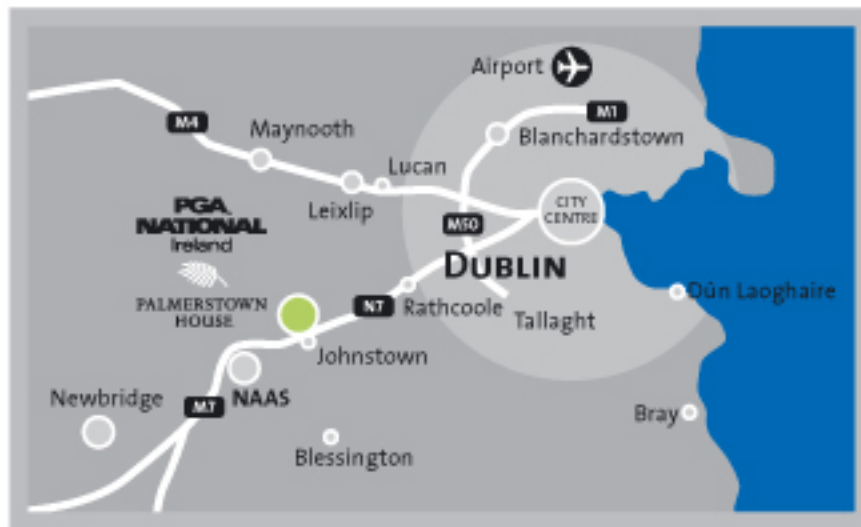 Airport
M1
M4
Maynooth
Blanchardstown
Lucan
Leixlip
CITY
CENTRE
PGA
NATIONAL
Ireland
M50
DUBLIN
PALMERSTOWN
HOUSE
N7
Rathcoole
Tallaght
Dún Laoghaire
Johnstown
NAAS
Newbridge
M7
Bray
Blessington